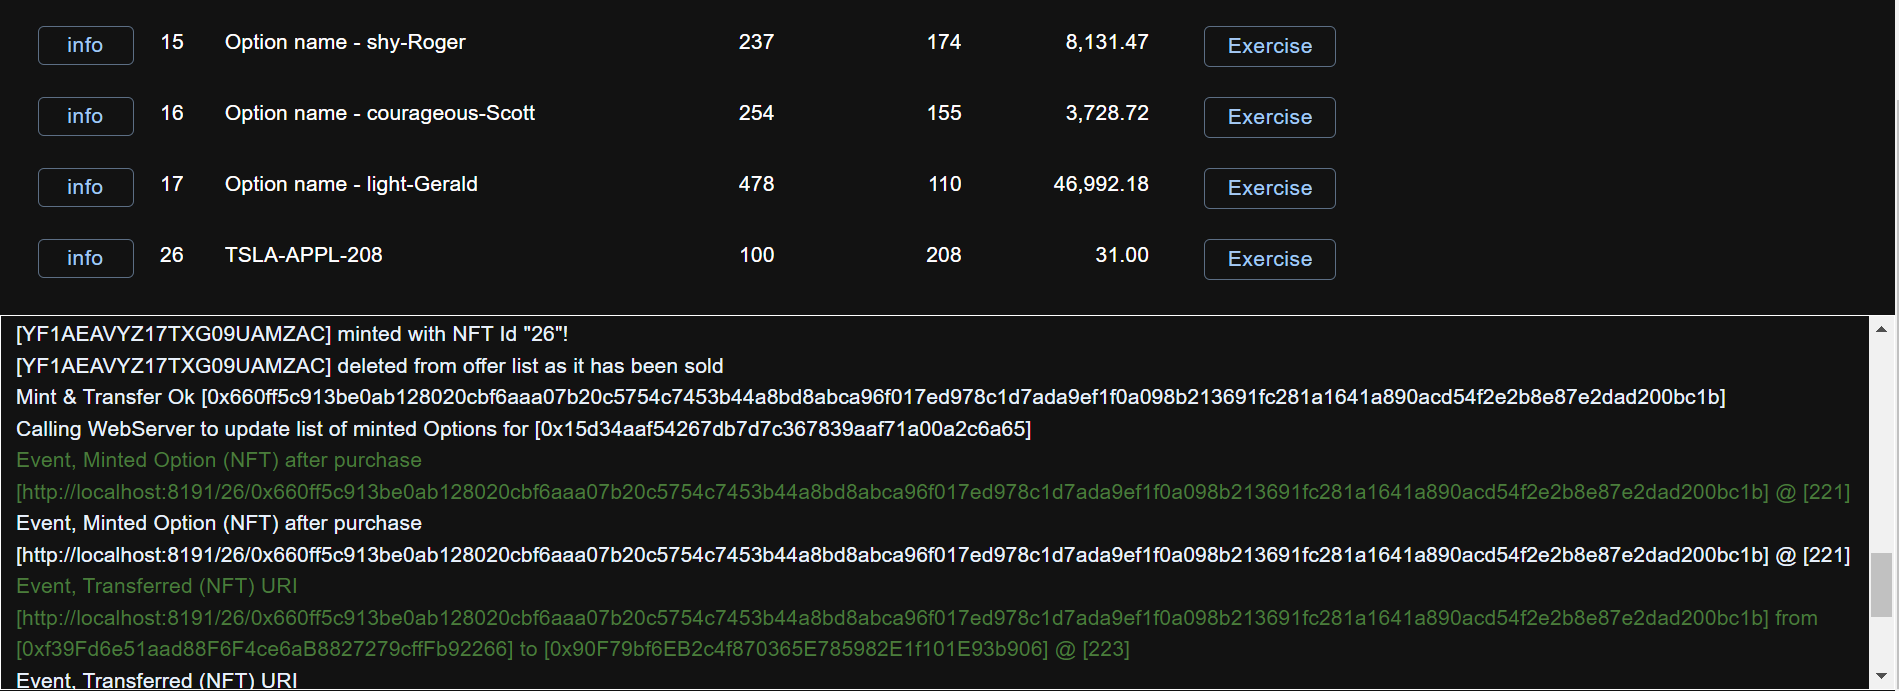 info 15 Option name - shy-Roger 237 174 8,131.47 Exercise
info 16 Option name - courageous-Scott 254 155 3,728.72 Exercise
info 17 Option name - light-Gerald 478 110 46,992.18 Exercise
info 26 TSLA-APPL-208 100 208 31.00 Exercise
[YF1AEAVYZ17TXG09UAMZAC] minted with NFT Id "26"!
[YF1AEAVYZ17TXG09UAMZAC] deleted from offer list as it has been sold
Mint & Transfer Ok [0x660ff5c913be0ab128020cbf6aaa07b20c5754c7453b44a8bd8abca96f017ed978c1d7ada9ef1f0a098b213691fc281a1641a890acd54f2e2b8e87e2dad200bc1b]
Calling WebServer to update list of minted Options for [0x15d34aaf54267db7d7c367839aaf71a00a2c6a65]
Event, Minted Option (NFT) after purchase
[http://localhost:8191/26/0x660ff5c913be0ab128020cbf6aaa07b20c5754c7453b44a8bd8abca96f017ed978c1d7ada9ef1f0a098b213691fc281a1641a890acd54f2e2b8e87e2dad200bc1b] @ [221]
Event, Minted Option (NFT) after purchase
[http://localhost:8191/26/0x660ff5c913be0ab128020cbf6aaa07b20c5754c7453b44a8bd8abca96f017ed978c1d7ada9ef1f0a098b213691fc281a1641a890acd54f2e2b8e87e2dad200bc1b] @ [221]
Event, Transferred (NFT) URI
[http://localhost:8191/26/0x660ff5c913be0ab128020cbf6aaa07b20c5754c7453b44a8bd8abca96f017ed978c1d7ada9ef1f0a098b213691fc281a1641a890acd54f2e2b8e87e2dad200bc1b] from
[0xf39Fd6e51aad88F6F4ce6aB8827279cffFb92266] to [0x90F79bf6EB2c4f870365E785982E1f101E93b906] @ [223]
Event, Transferred (NFT) URI